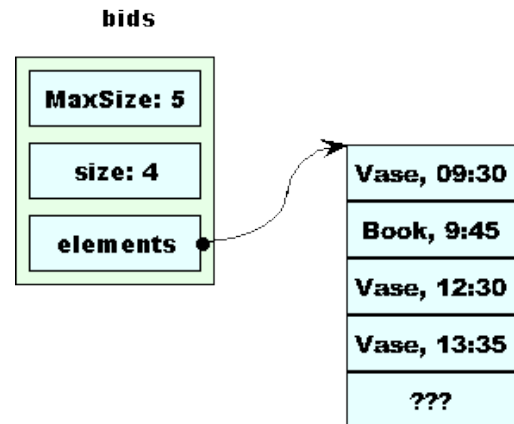 bids
MaxSize: 5
size: 4
elements
Vase, 09:30
Book, 9:45
Vase, 12:30
Vase, 13:35
???